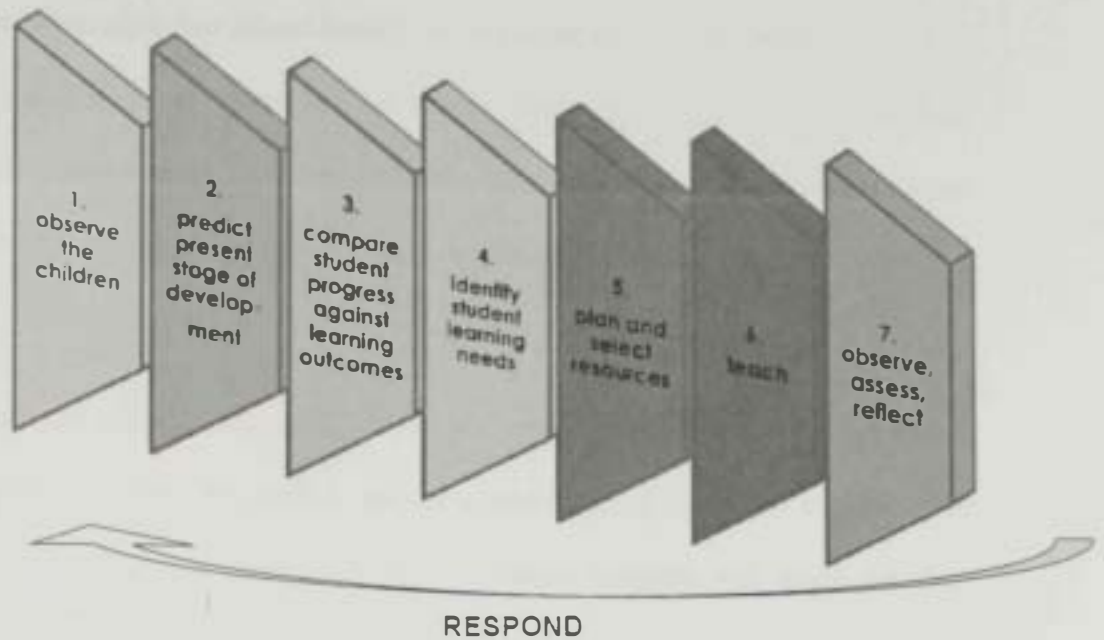 1.
observe
the
children
2.
predict
present
stage of
develop-
ment
3.
compare
student
progress
against
learning
outcomes
4.
identify
student
learning
needs
5.
plan and
select
resources
6.
teach
7.
observe,
assess,
reflect
RESPOND